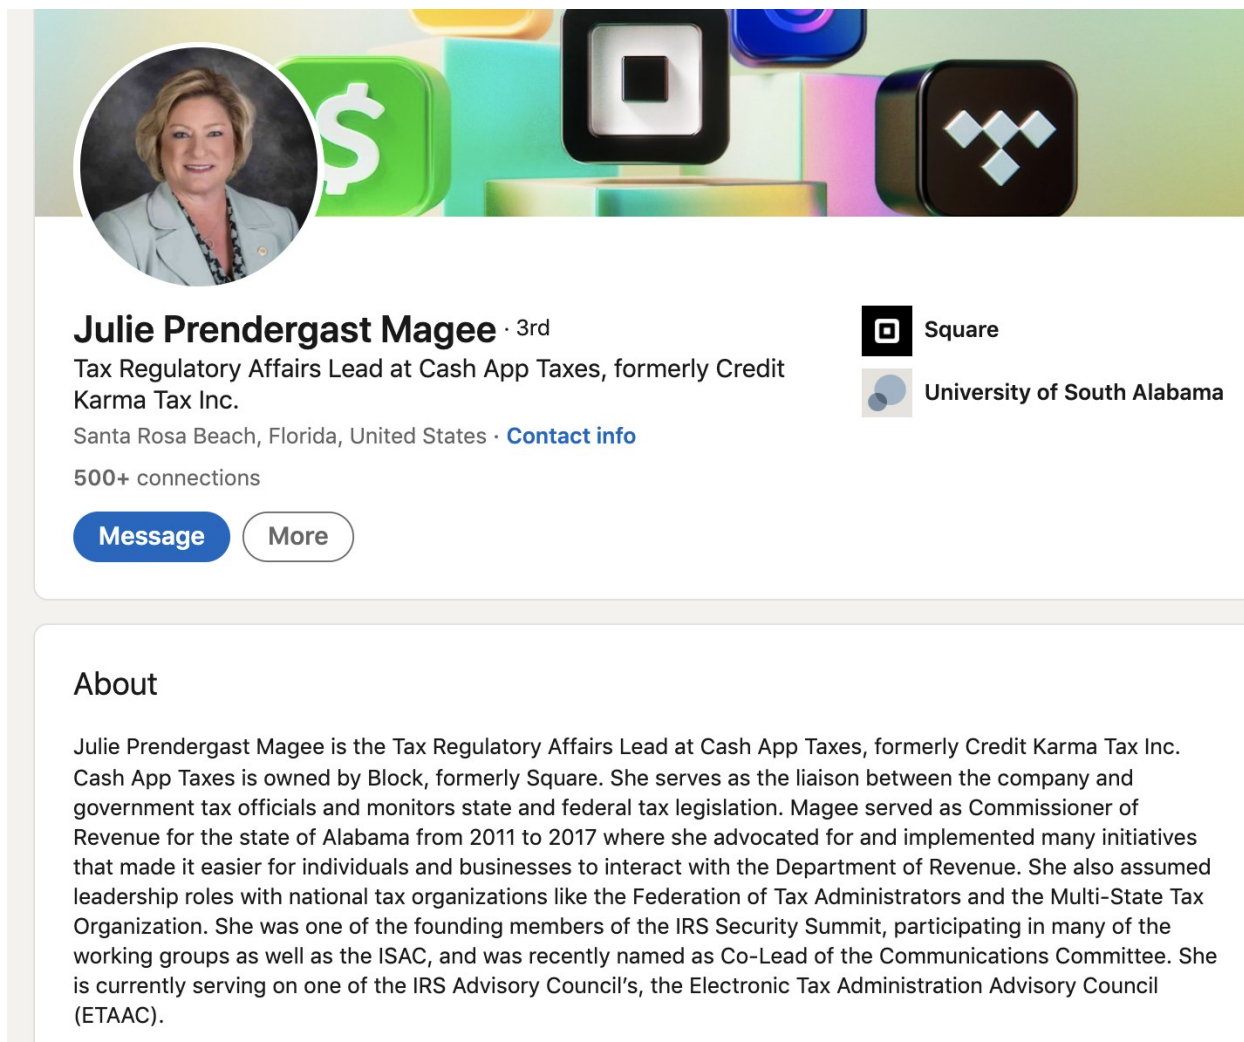 $
Julie Prendergast Magee · 3rd
Tax Regulatory Affairs Lead at Cash App Taxes, formerly Credit
Karma Tax Inc.
Santa Rosa Beach, Florida, United States · Contact info
500+ connections
Message
More
Square
University of South Alabama
About
Julie Prendergast Magee is the Tax Regulatory Affairs Lead at Cash App Taxes, formerly Credit Karma Tax Inc.
Cash App Taxes is owned by Block, formerly Square. She serves as the liaison between the company and
government tax officials and monitors state and federal tax legislation. Magee served as Commissioner of
Revenue for the state of Alabama from 2011 to 2017 where she advocated for and implemented many initiatives
that made it easier for individuals and businesses to interact with the Department of Revenue. She also assumed
leadership roles with national tax organizations like the Federation of Tax Administrators and the Multi-State Tax
Organization. She was one of the founding members of the IRS Security Summit, participating in many of the
working groups as well as the ISAC, and was recently named as Co-Lead of the Communications Committee. She
is currently serving on one of the IRS Advisory Council’s, the Electronic Tax Administration Advisory Council
(ETAAC).